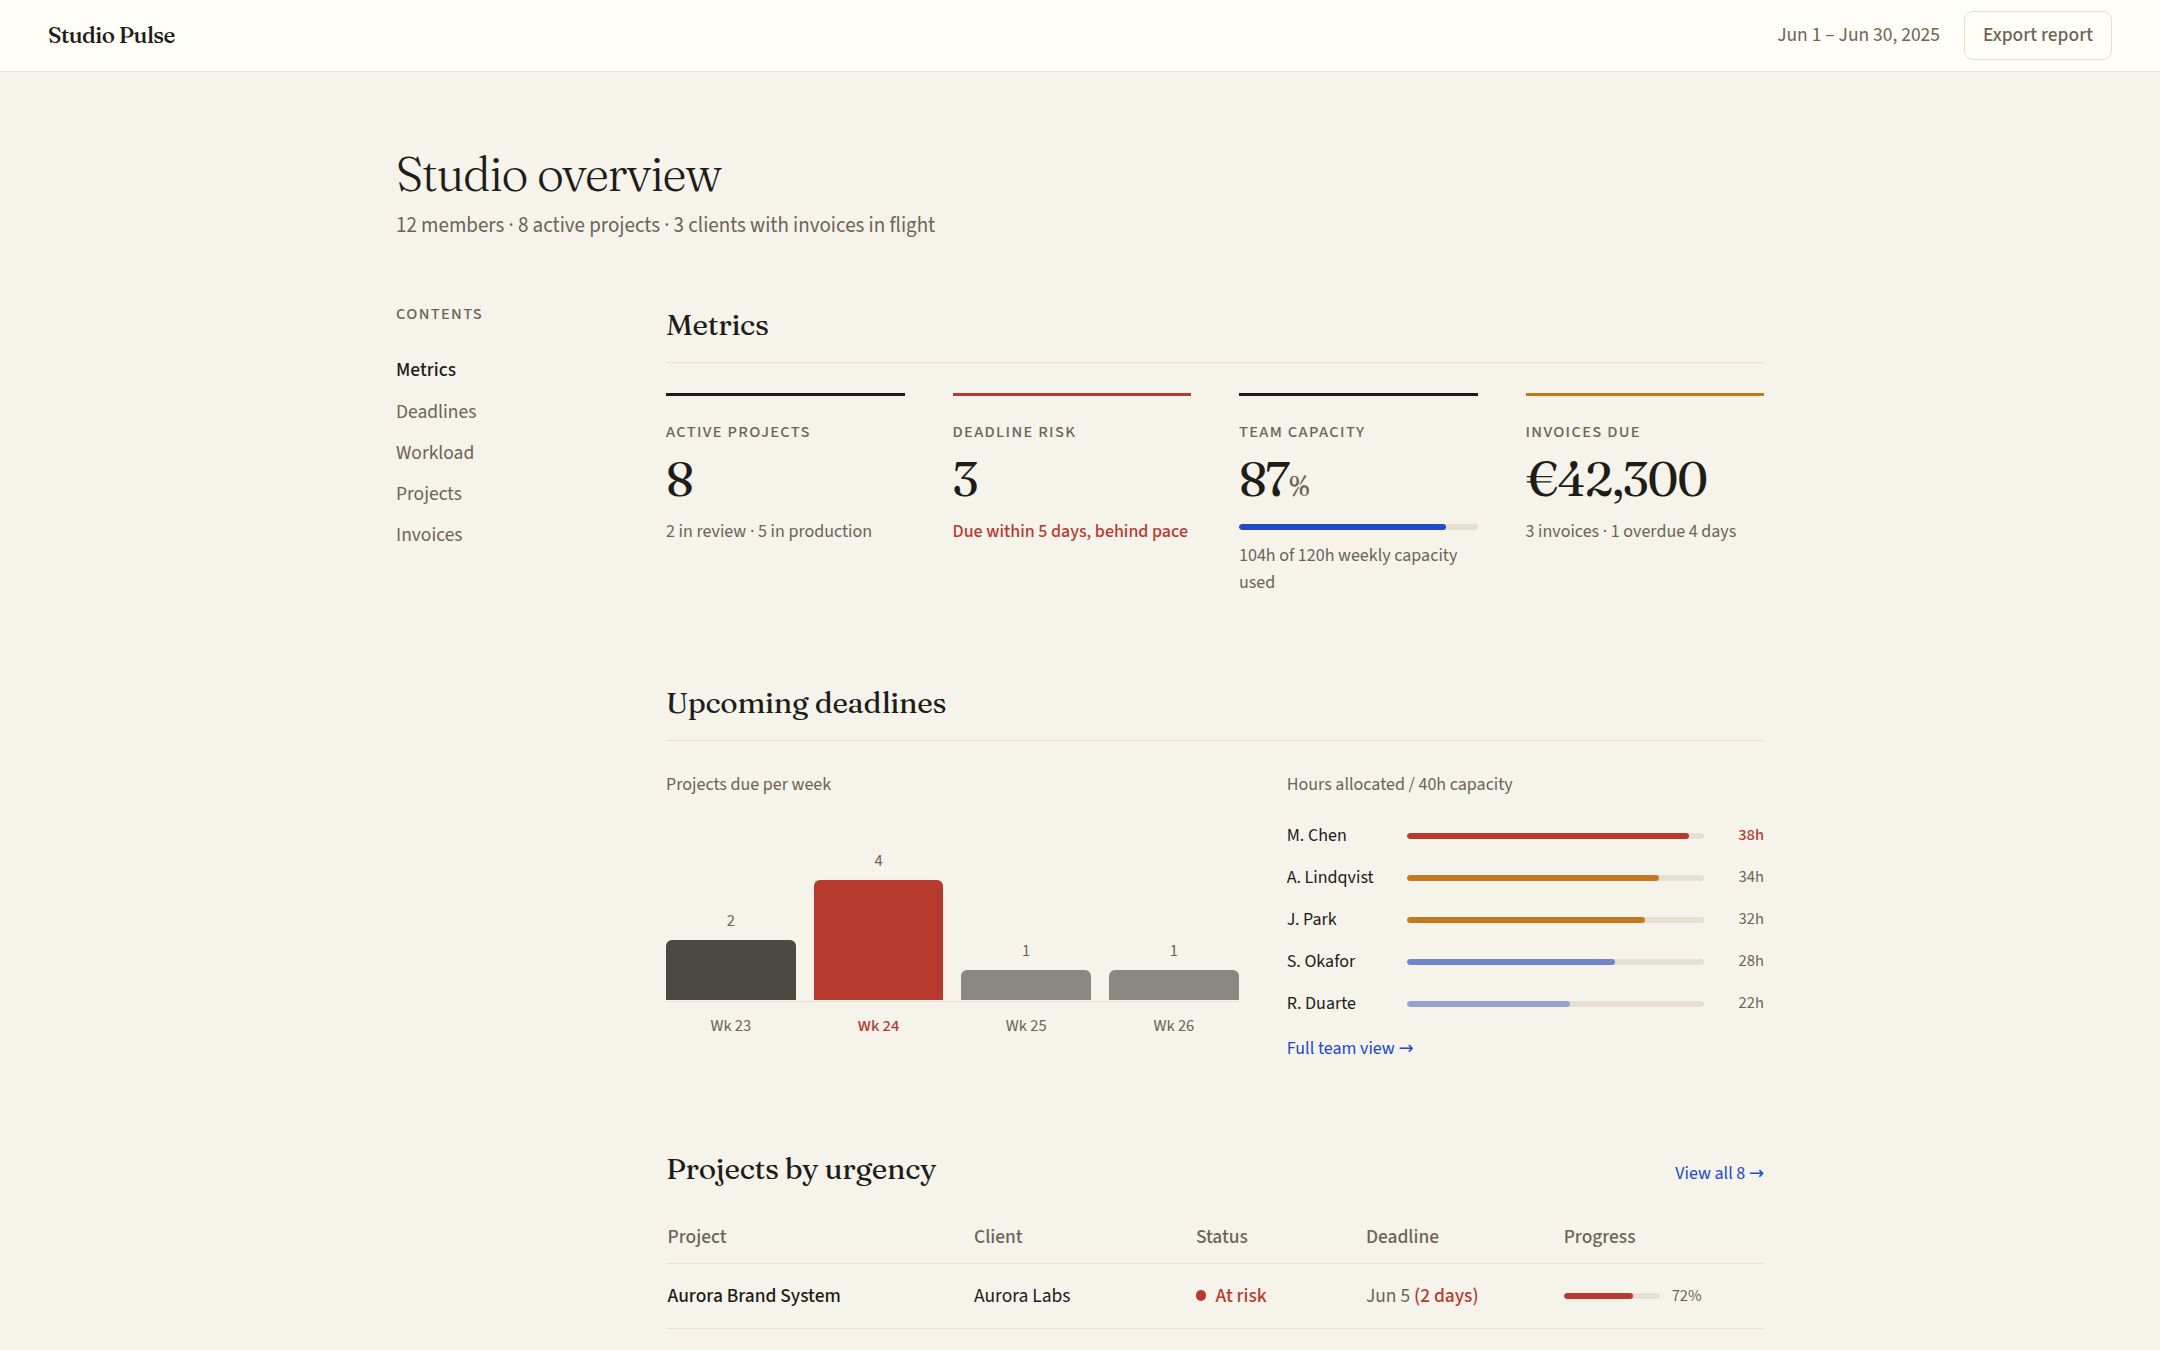 Studio Pulse
Jun 1 – Jun 30, 2025
Export report
Studio overview
12 members · 8 active projects · 3 clients with invoices in flight
CONTENTS
Metrics
Deadlines
Workload
Projects
Invoices
Metrics
ACTIVE PROJECTS
8
2 in review · 5 in production
DEADLINE RISK
3
Due within 5 days, behind pace
TEAM CAPACITY
87%
104h of 120h weekly capacity
used
INVOICES DUE
€42,300
3 invoices · 1 overdue 4 days
Upcoming deadlines
Projects due per week
2
4
1
1
Wk 23
Wk 24
Wk 25
Wk 26
Hours allocated / 40h capacity
M. Chen 38h
A. Lindqvist 34h
J. Park 32h
S. Okafor 28h
R. Duarte 22h
Full team view →
Projects by urgency
View all 8 →
Project Client Status Deadline Progress
Aurora Brand System Aurora Labs At risk Jun 5 (2 days) 72%